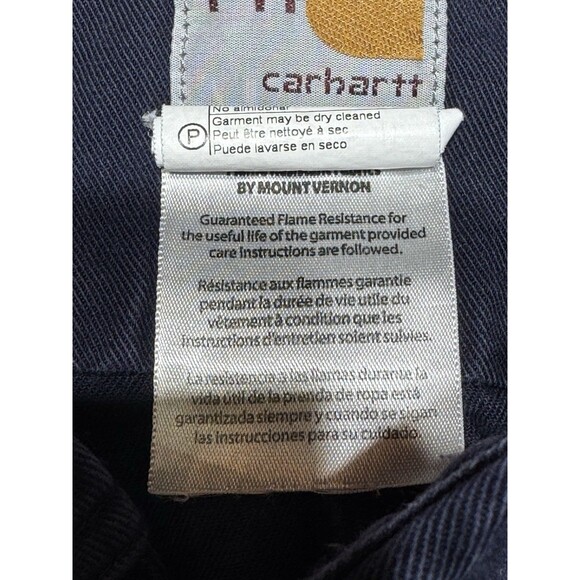 FR
carhartt
No almidonar
P
Garment may be dry cleaned
Peut être nettoyé à sec
Puede lavarse en seco
BY MOUNT VERNON
Guaranteed Flame Resistance for
the useful life of the garment provided
care instructions are followed.
Résistance aux flammes garantie
pendant la durée de vie utile du
vêtement à condition que les
instructions d'entretien soient suivies.
La resistencia a las llamas durante la
vida util de la prenda de ropa está
garantizada siempre y cuando se sigan
las instrucciones para su cuidado.